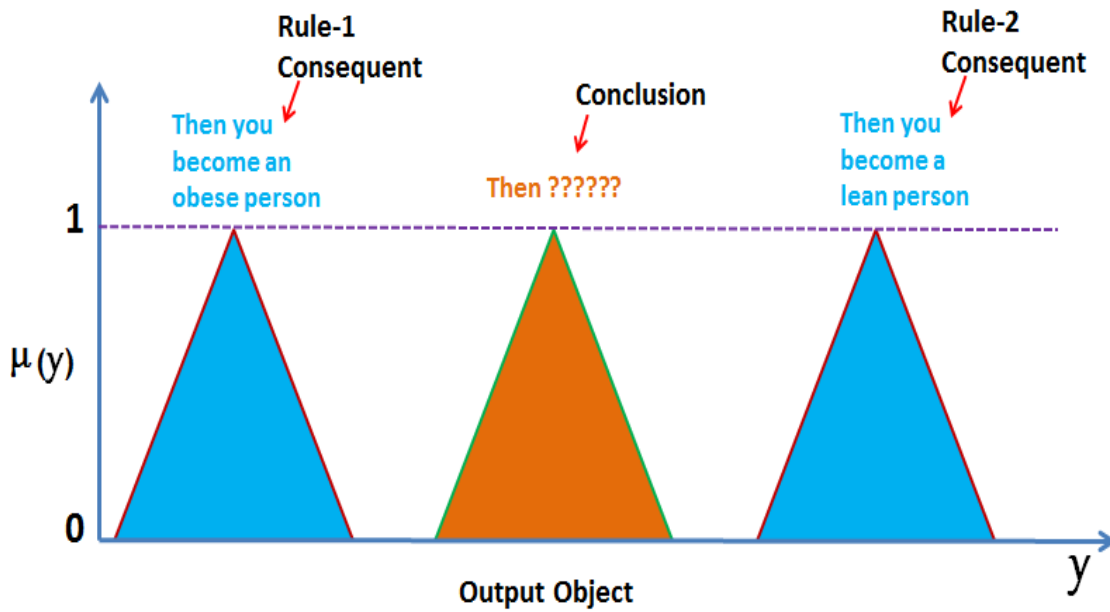 Rule-1
Consequent
Then you
become an
obese person
Conclusion
Then ??????
Rule-2
Consequent
Then you
become a
lean person
1
μ(y)
0
y
Output Object